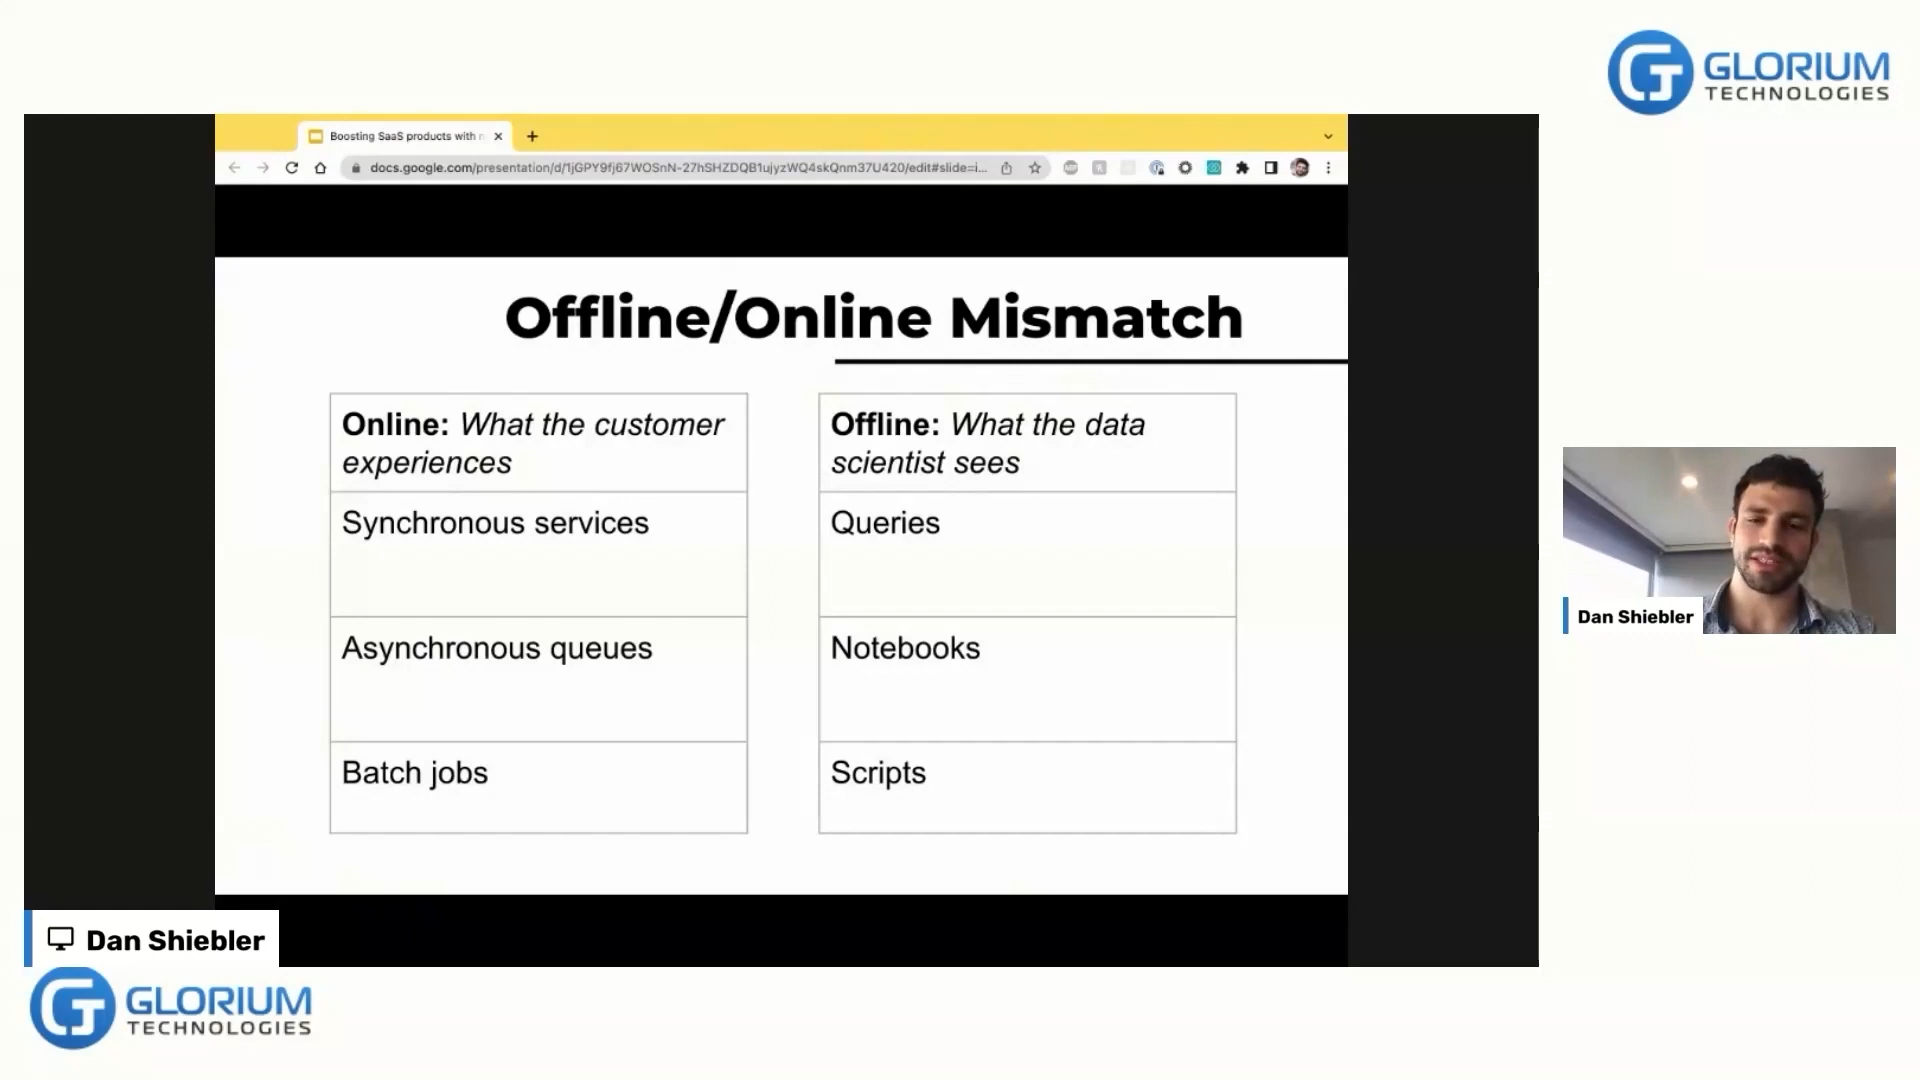 GLORIUM
TECHNOLOGIES
Boosting SaaS products with
docs.google.com/presentation/d/1jGPY9fj67WOSnN-27hSHZDQB1ujyzWQ4skQnm37U420/edit#slide=i...
Offline/Online Mismatch
Online: What the customer
experiences
Synchronous services
Asynchronous queues
Batch jobs
Offline: What the data
scientist sees
Queries
Notebooks
Scripts
Dan Shiebler
Dan Shiebler
GLORIUM
TECHNOLOGIES